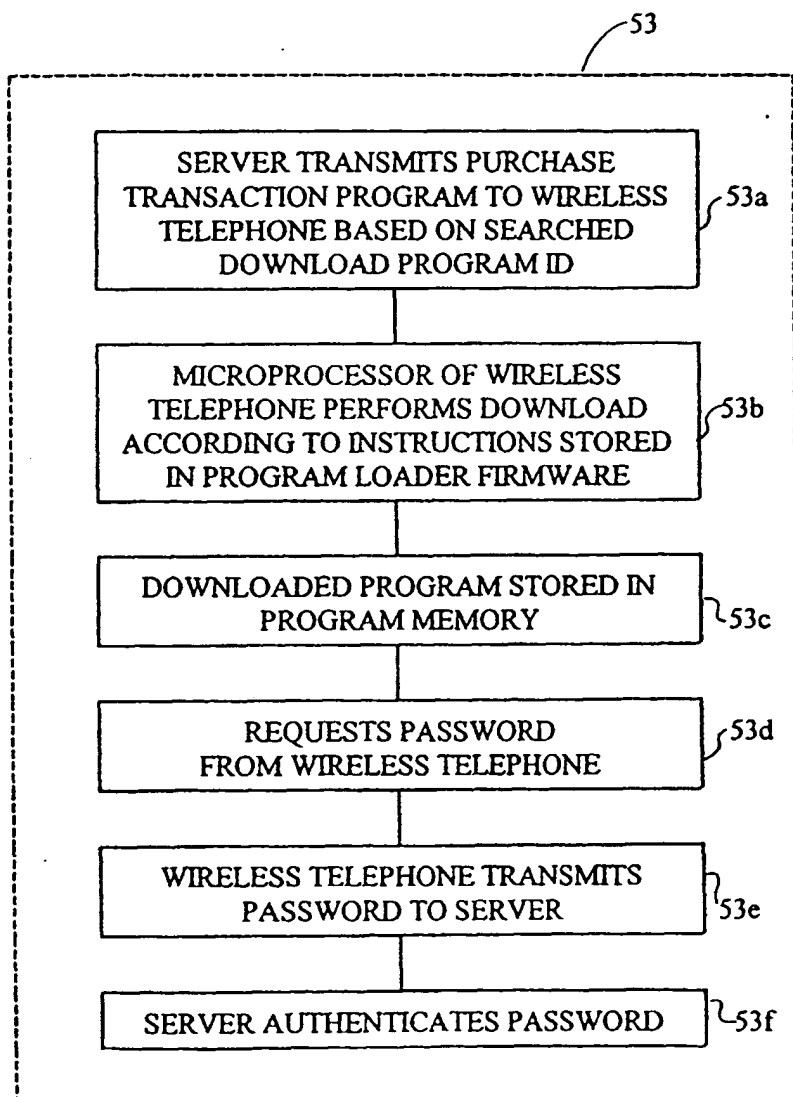 53
SERVER TRANSMITS PURCHASE
TRANSACTION PROGRAM TO WIRELESS
TELEPHONE BASED ON SEARCHED
DOWNLOAD PROGRAM ID
53a
MICROPROCESSOR OF WIRELESS
TELEPHONE PERFORMS DOWNLOAD
ACCORDING TO INSTRUCTIONS STORED
IN PROGRAM LOADER FIRMWARE
53b
DOWNLOADED PROGRAM STORED IN
PROGRAM MEMORY
53c
REQUESTS PASSWORD
FROM WIRELESS TELEPHONE
53d
WIRELESS TELEPHONE TRANSMITS
PASSWORD TO SERVER
53e
SERVER AUTHENTICATES PASSWORD
53f